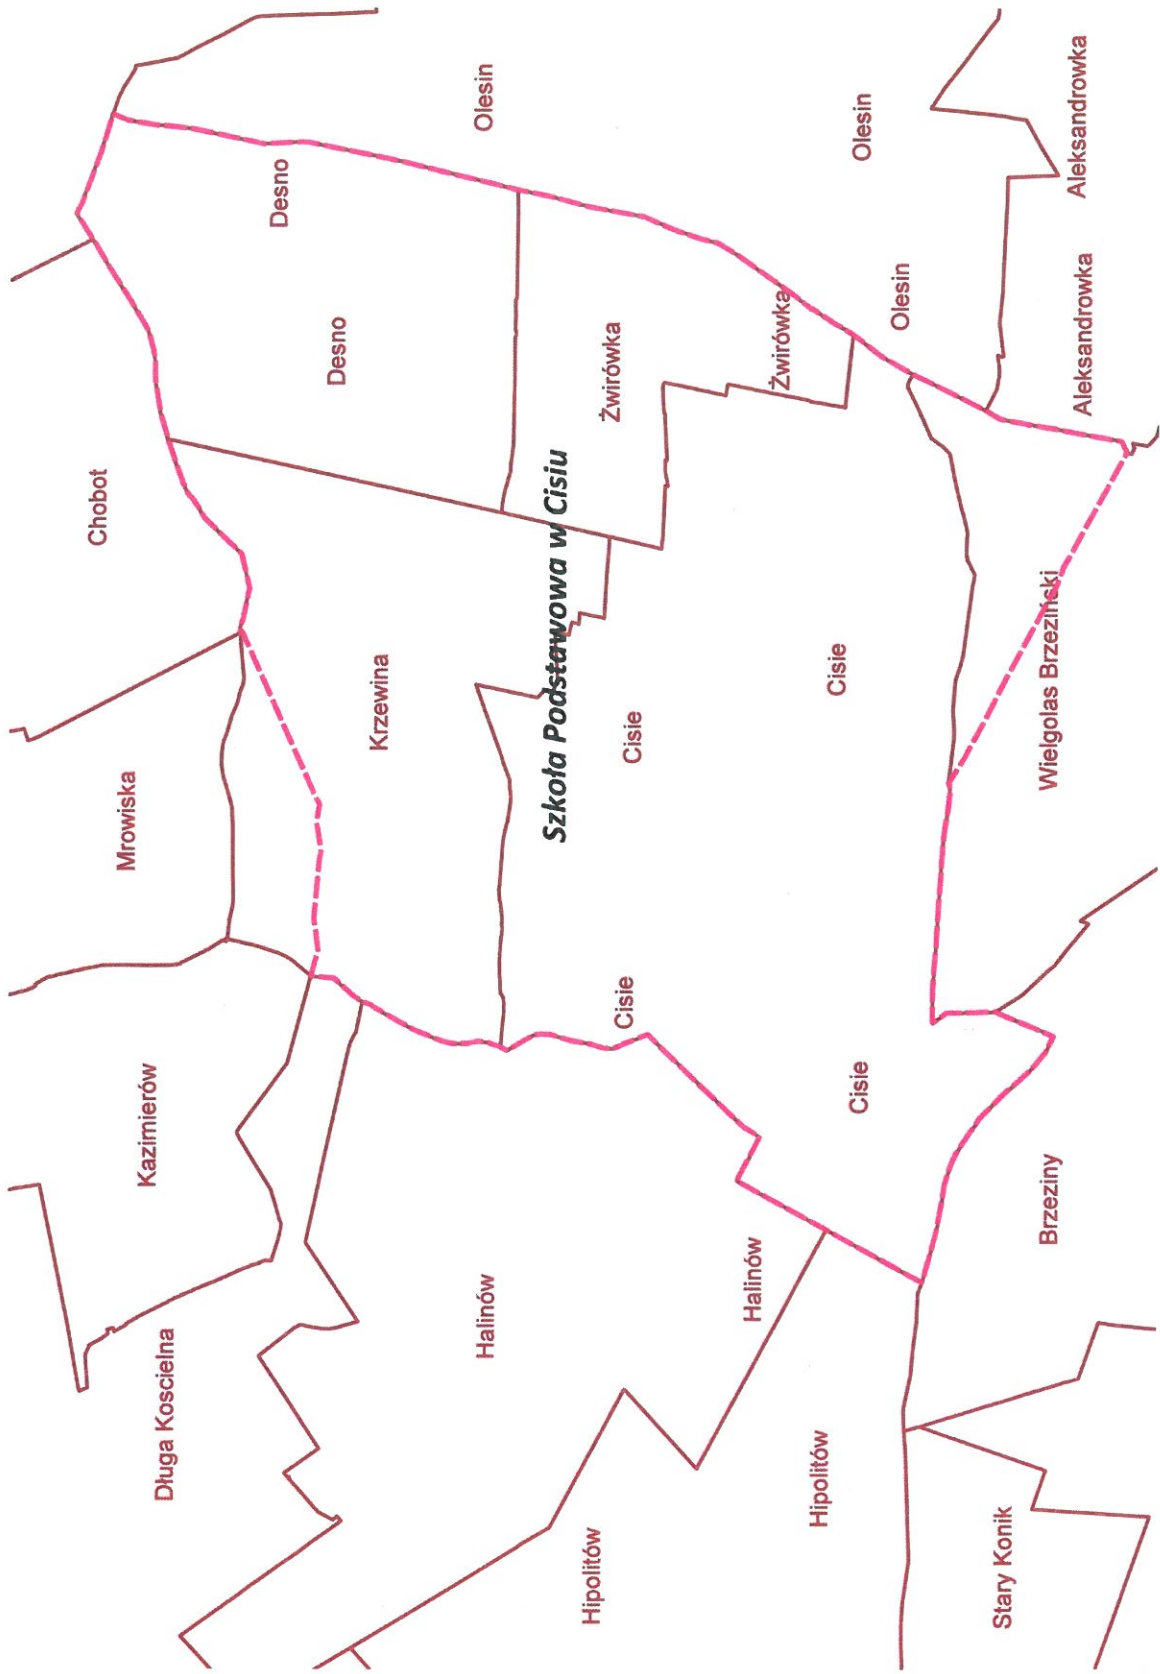 Długa Koscielna
Kazimierów
Mrowiska
Chobot
Desno
Desno
Krzewina
Halinów
Olesin
Szkoła Podstawowa w Cisiu
Hipolitów
Cisie
Cisie
Żwirówka
Halinów
Żwirówka
Hipolitów
Cisie
Cisie
Olesin
Olesin
Stary Konik
Brzeziny
Wielgolas Brzeziński
Aleksandrowka
Aleksandrowka